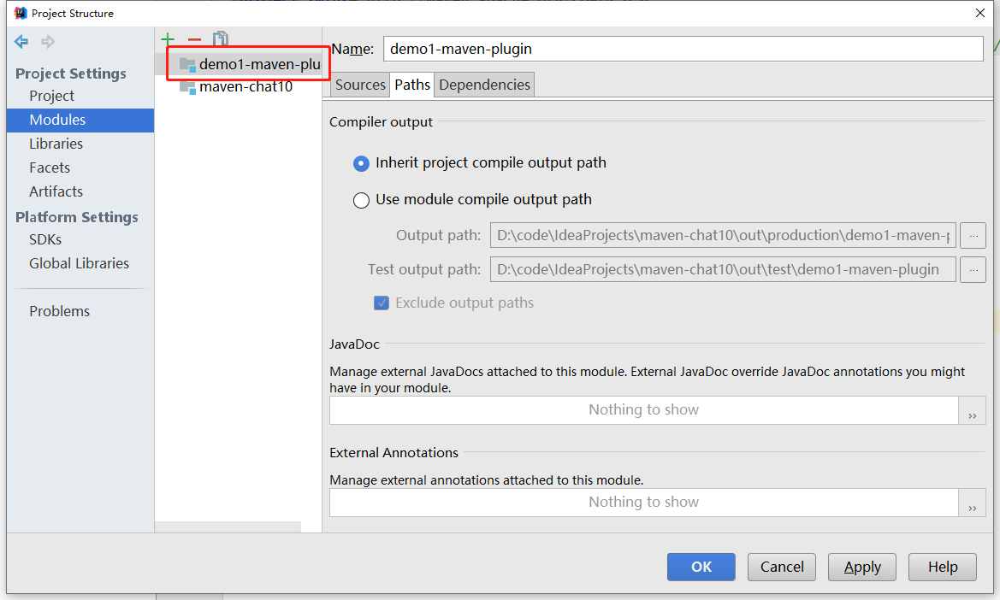 Project Structure
Project Settings
Project
Modules
Libraries
Facets
Artifacts
Platform Settings
SDKs
Global Libraries
Problems
demo1-maven-plu
maven-chat10
Name: demo1-maven-plugin
Sources Paths Dependencies
Compiler output
Inherit project compile output path
Use module compile output path
Output path: D:\code\IdeaProjects\maven-chat10\out\production\demo1-maven-p ...
Test output path: D:\code\IdeaProjects\maven-chat10\out\test\demo1-maven-plugin ...
Exclude output paths
JavaDoc
Manage external JavaDocs attached to this module. External JavaDoc override JavaDoc annotations you might
have in your module.
Nothing to show
External Annotations
Manage external annotations attached to this module.
Nothing to show
OK Cancel Apply Help